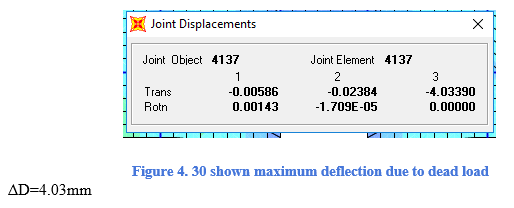 Joint Displacements
Joint Object 4137 Joint Element 4137
1 2 3
Trans -0.00586 -0.02384 -4.03390
Rotn 0.00143 -1.709E-05 0.00000
Figure 4. 30 shown maximum deflection due to dead load
ΔD=4.03mm